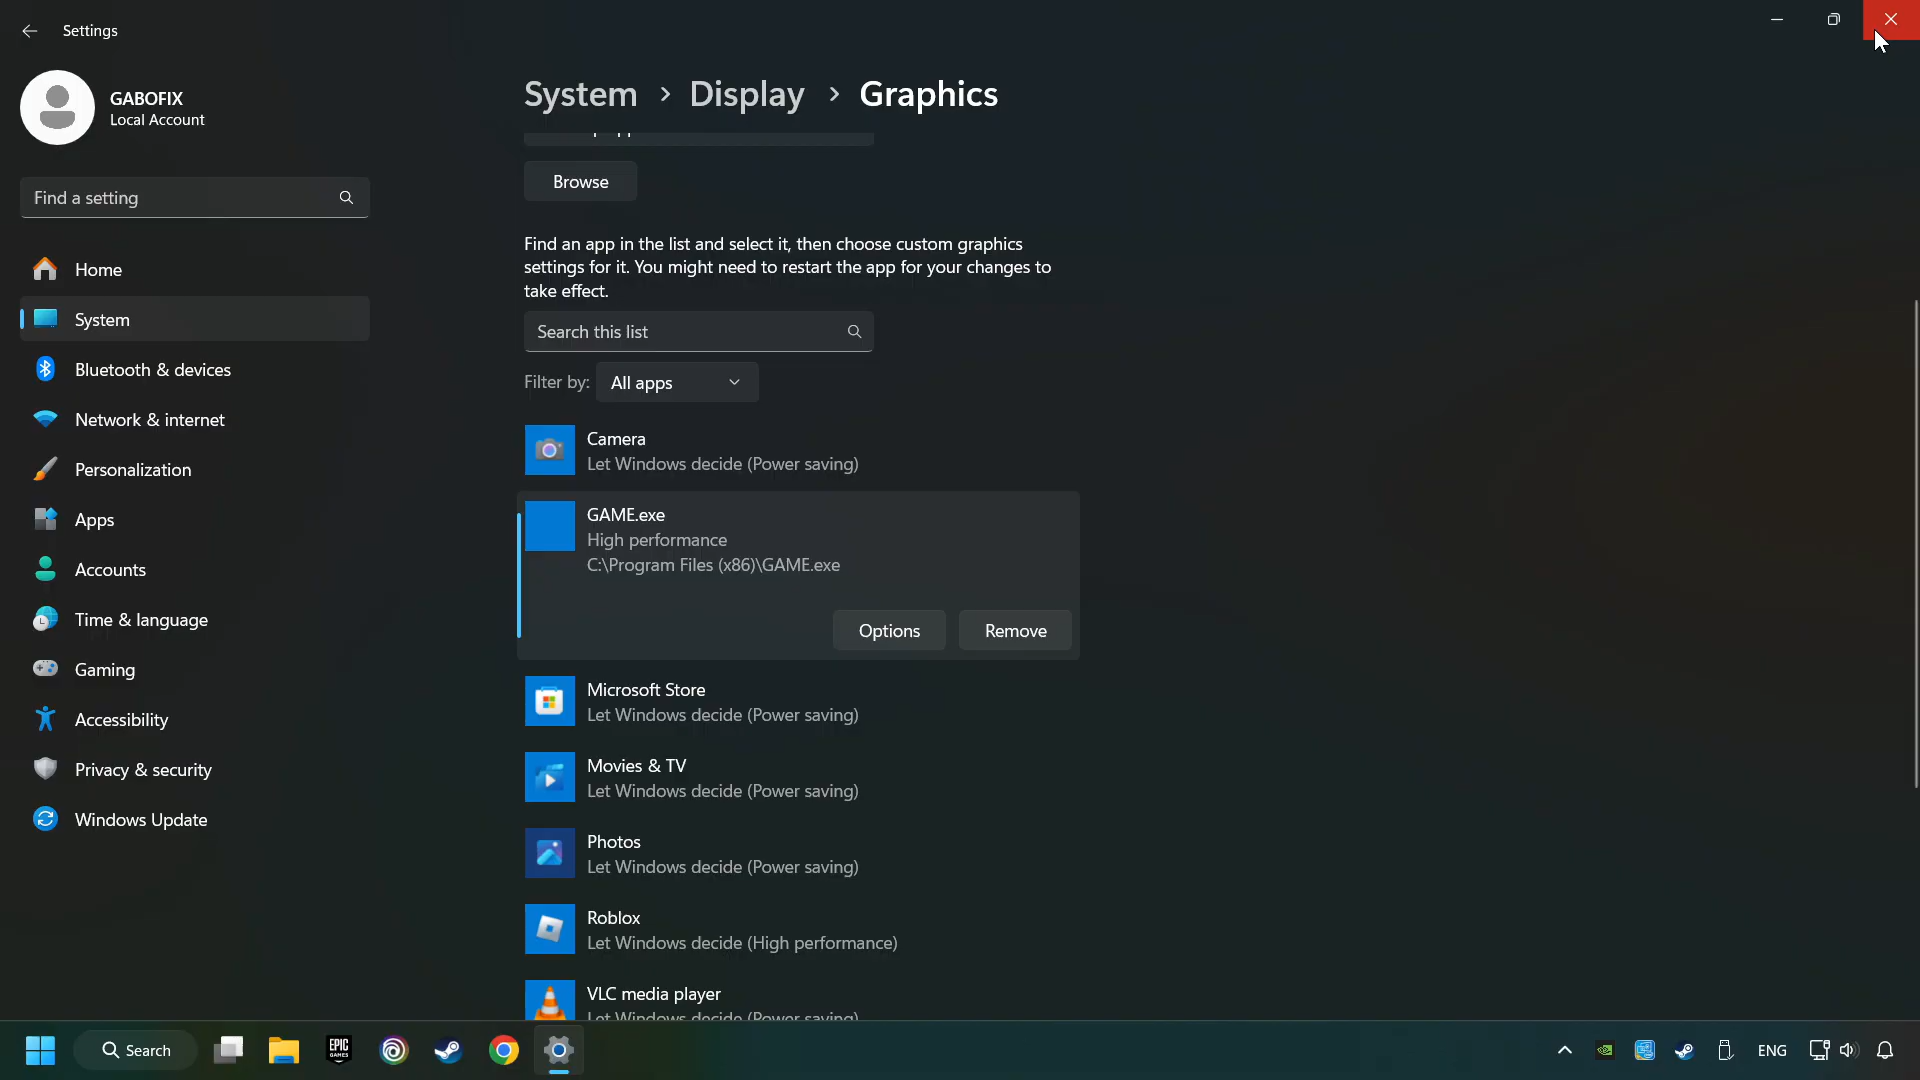 Settings
GABOFIX
Local Account
Find a setting
Home
System
Bluetooth & devices
Network & internet
Personalization
Apps
Accounts
Time & language
Gaming
Accessibility
Privacy & security
Windows Update
System > Display > Graphics
Browse
Find an app in the list and select it, then choose custom graphics
settings for it. You might need to restart the app for your changes to
take effect.
Search this list
Filter by: All apps
Camera
Let Windows decide (Power saving)
GAME.exe
High performance
C:\Program Files (x86)\GAME.exe
Options Remove
Microsoft Store
Let Windows decide (Power saving)
Movies & TV
Let Windows decide (Power saving)
Photos
Let Windows decide (Power saving)
Roblox
Let Windows decide (High performance)
VLC media player
Let Windows decide (Power saving)
Search
EPIC
GAMES
ENG